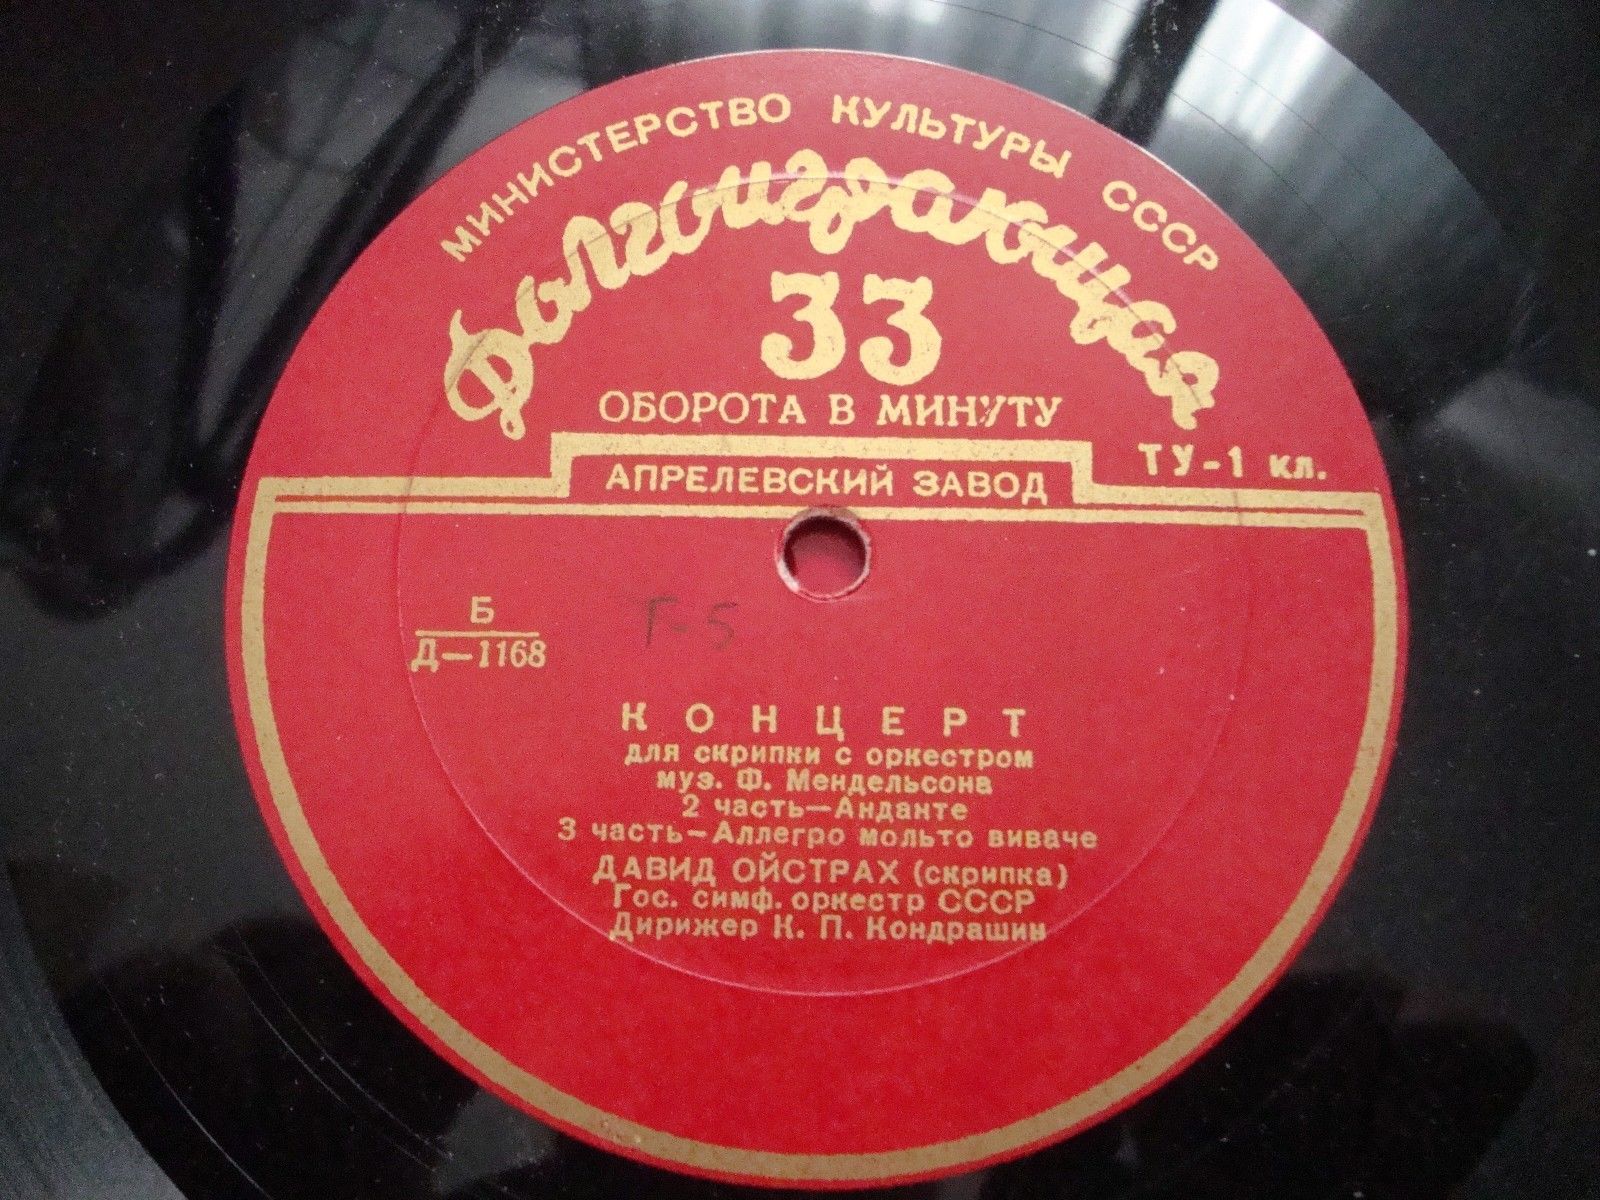 МИНИСТЕРСТВО КУЛЬТУРЫ СССР
Долгоиграющая
33
ОБОРОТА В МИНУТУ
ТУ-1 кл.
АПРЕЛЕВСКИЙ ЗАВОД
Б
Д—1168
Т-5
КОНЦЕРТ
для скрипки с оркестром
муз. Ф. Мендельсона
2 часть—Анданте
3 часть—Аллегро мольто виваче
ДАВИД ОЙСТРАХ (скрипка)
Гос. симф. оркестр СССР
Дирижер К. П. Кондрашин